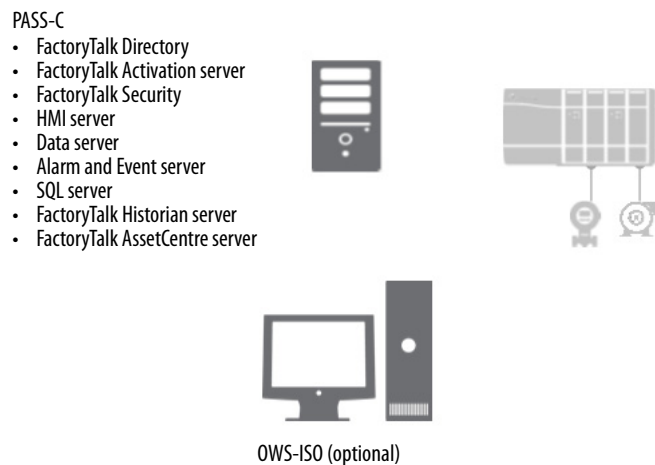 PASS-C
• FactoryTalk Directory
• FactoryTalk Activation server
• FactoryTalk Security
• HMI server
• Data server
• Alarm and Event server
• SQL server
• FactoryTalk Historian server
• FactoryTalk AssetCentre server
OWS-ISO (optional)